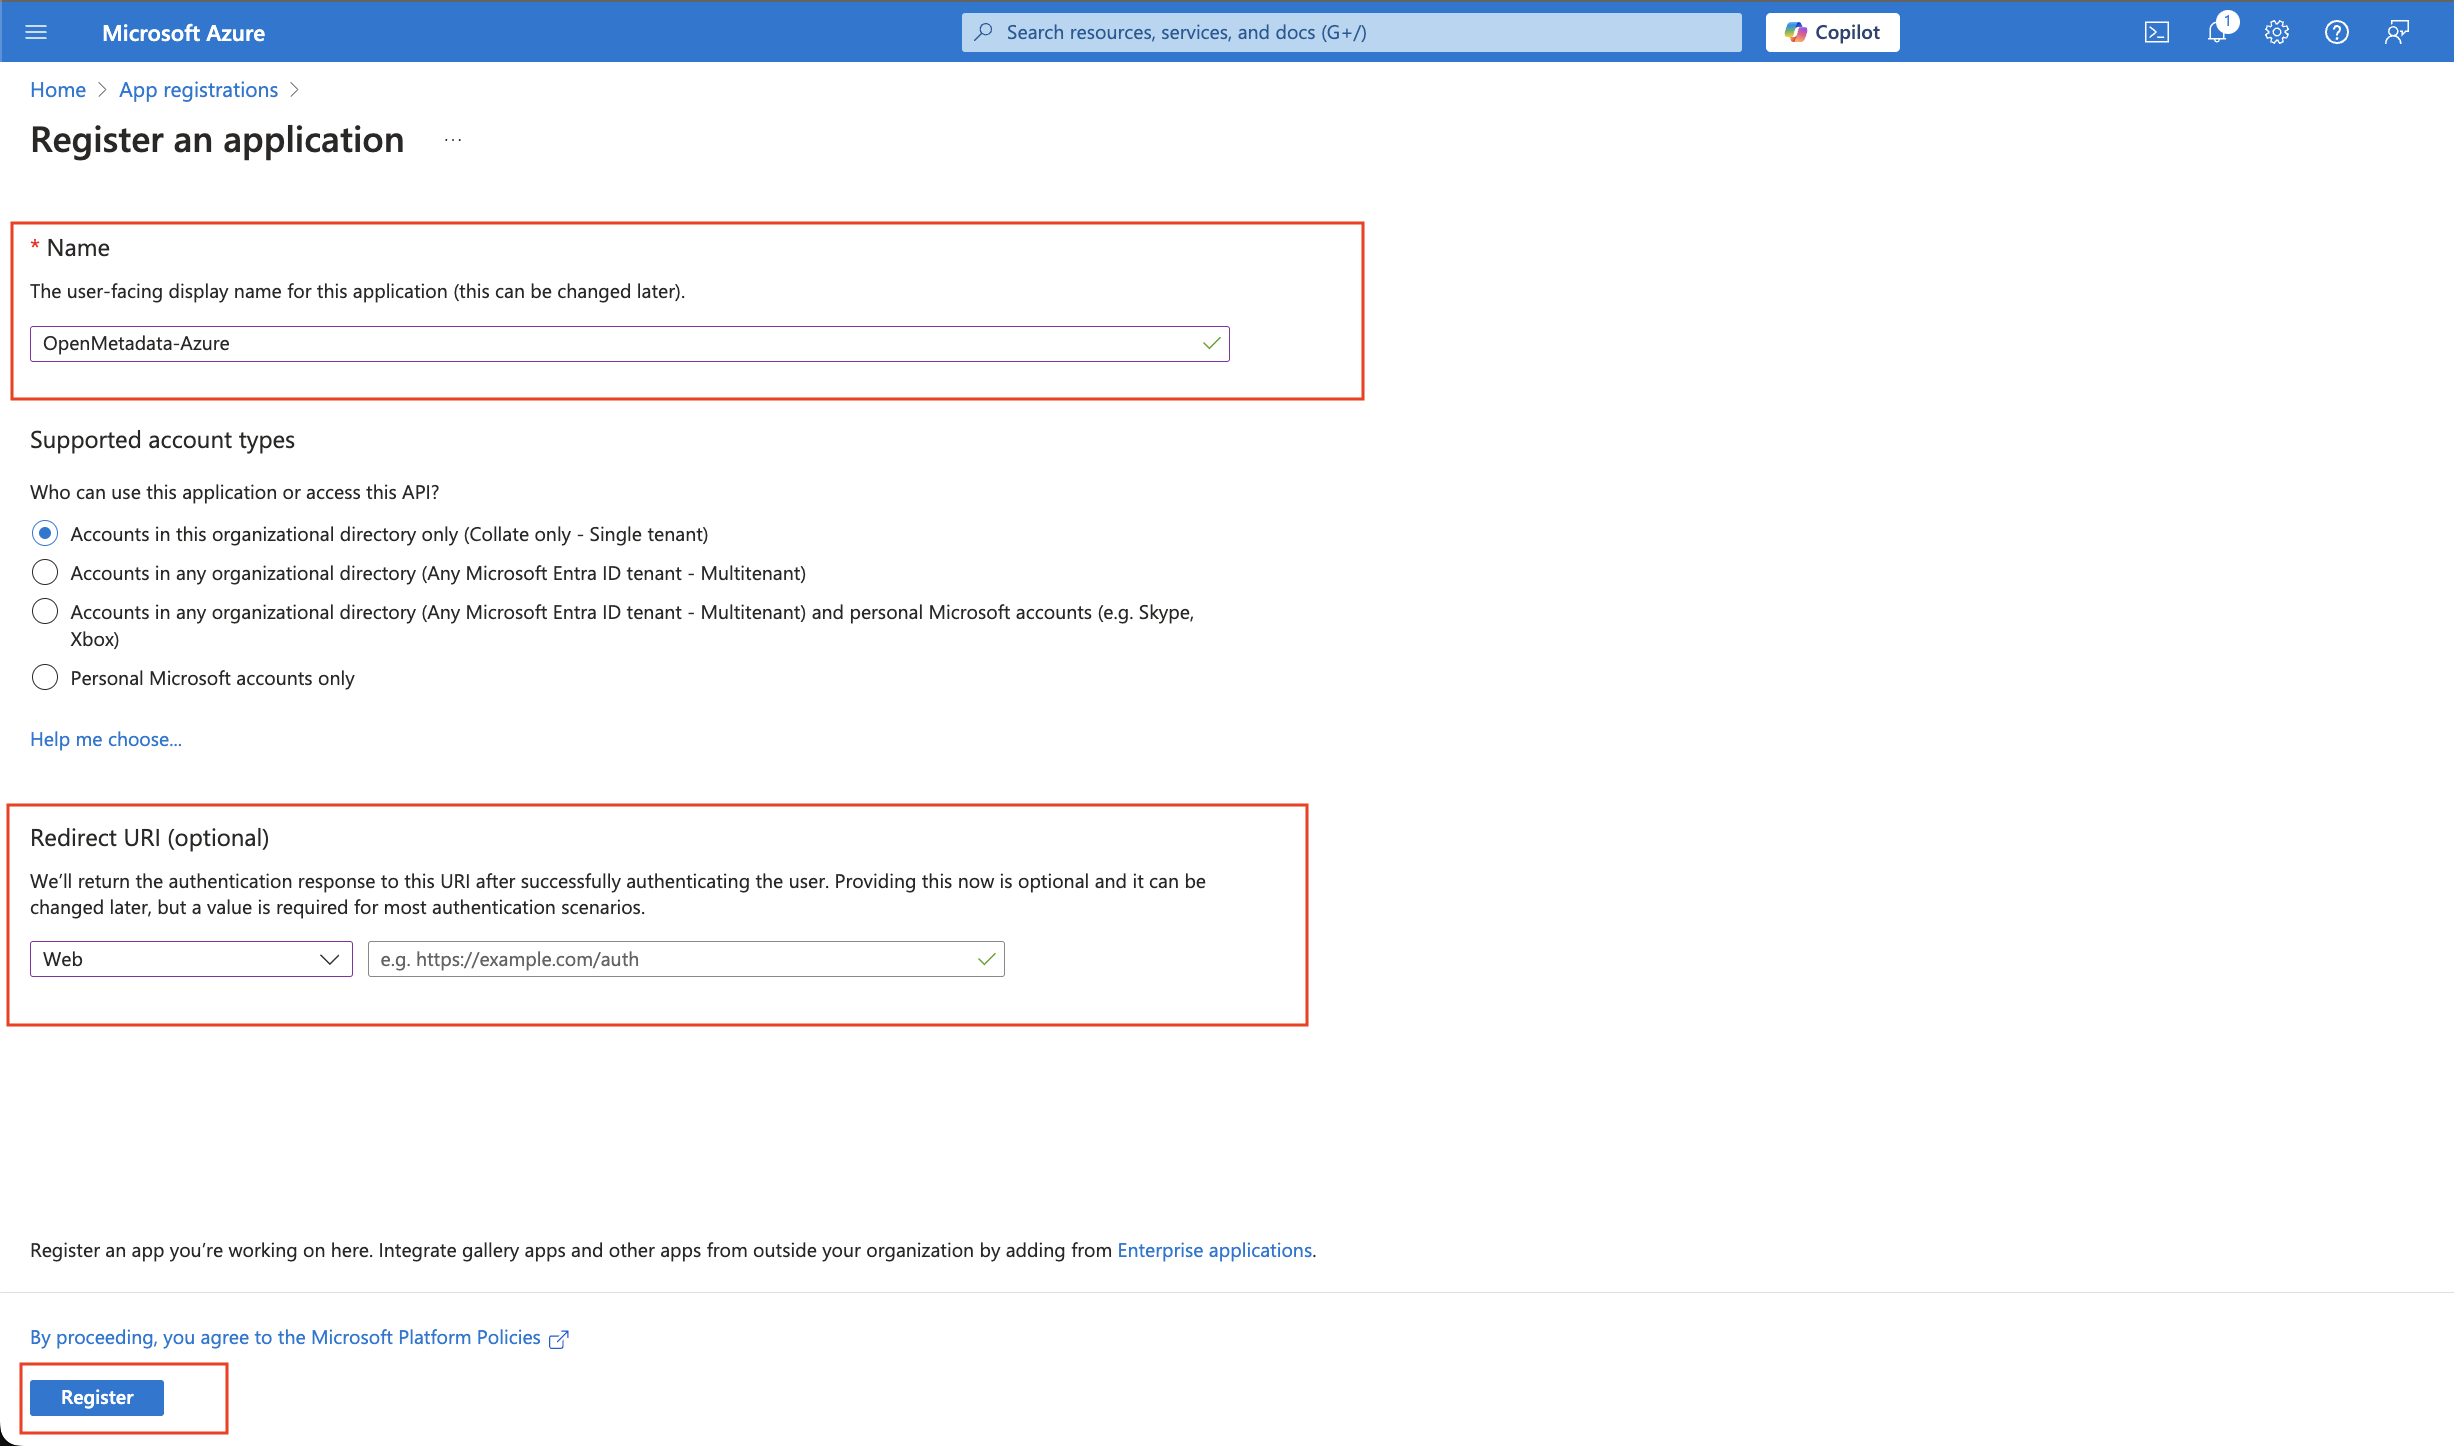 Microsoft Azure
Search resources, services, and docs (G+/)
Copilot
1
Home > App registrations >
Register an application ...
* Name
The user-facing display name for this application (this can be changed later).
OpenMetadata-Azure
Supported account types
Who can use this application or access this API?
Accounts in this organizational directory only (Collate only - Single tenant)
Accounts in any organizational directory (Any Microsoft Entra ID tenant - Multitenant)
Accounts in any organizational directory (Any Microsoft Entra ID tenant - Multitenant) and personal Microsoft accounts (e.g. Skype,
Xbox)
Personal Microsoft accounts only
Help me choose...
Redirect URI (optional)
We’ll return the authentication response to this URI after successfully authenticating the user. Providing this now is optional and it can be
changed later, but a value is required for most authentication scenarios.
Web
e.g. https://example.com/auth
Register an app you’re working on here. Integrate gallery apps and other apps from outside your organization by adding from Enterprise applications.
By proceeding, you agree to the Microsoft Platform Policies
Register